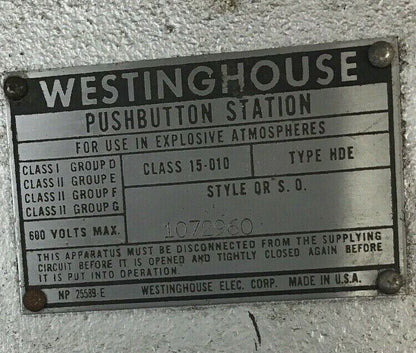 WESTINGHOUSE
PUSHBUTTON STATION
FOR USE IN EXPLOSIVE ATMOSPHERES
CLASS I GROUP D
CLASS II GROUP E
CLASS II GROUP F
CLASS II GROUP G
CLASS 15-010
TYPE HDE
STYLE OR S.O.
600 VOLTS MAX.
1072960
THIS APPARATUS MUST BE DISCONNECTED FROM THE SUPPLYING
CIRCUIT BEFORE IT IS OPENED AND TIGHTLY CLOSED AGAIN BEFORE
IT IS PUT INTO OPERATION.
NP 25589-E WESTINGHOUSE ELEC. CORP. MADE IN U.S.A.